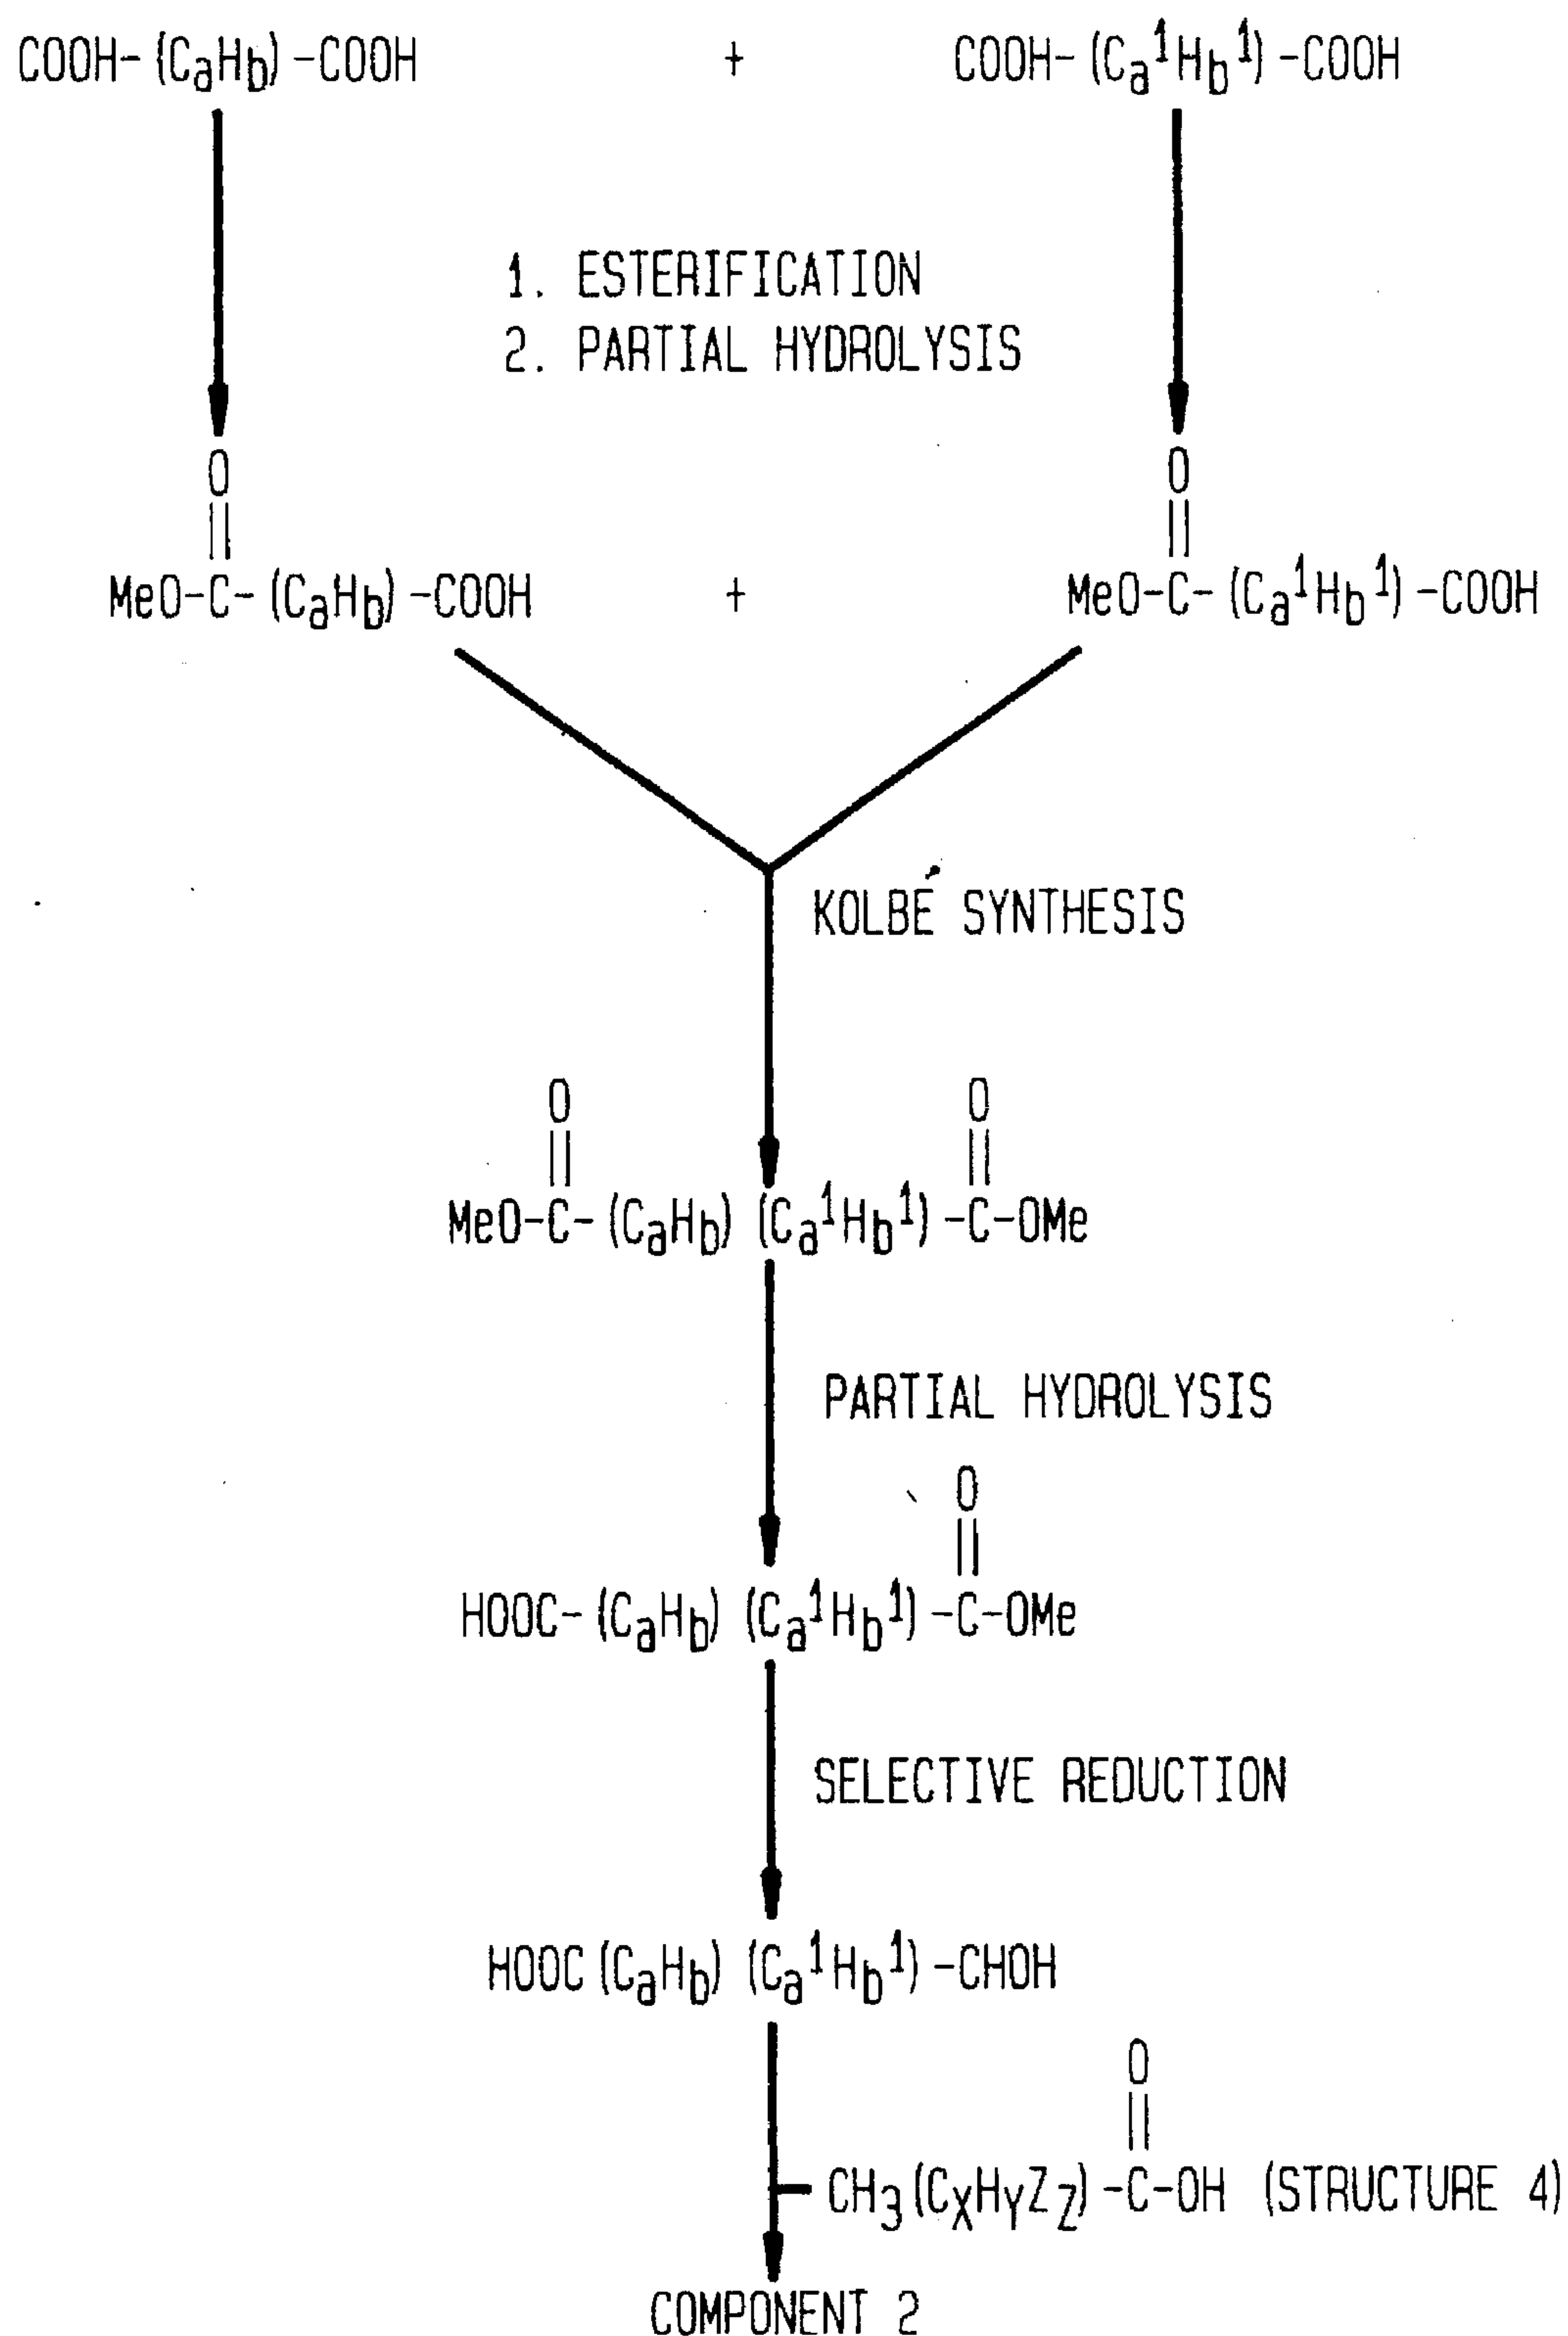 COOH- (CaHb) -COOH + COOH- (Ca1Hb1) -COOH
1. ESTERIFICATION
2. PARTIAL HYDROLYSIS
O O
|| ||
MeO-C- (CaHb) -COOH + MeO-C- (Ca1Hb1) -COOH
KOLBÉ SYNTHESIS
O O
|| ||
MeO-C- (CaHb) (Ca1Hb1) -C-OMe
PARTIAL HYDROLYSIS
O
||
HOOC- (CaHb) (Ca1Hb1) -C-OMe
SELECTIVE REDUCTION
HOOC (CaHb) (Ca1Hb1) -CHOH
O
||
CH3 (CXHYZZ) -C-OH (STRUCTURE 4)
COMPONENT 2